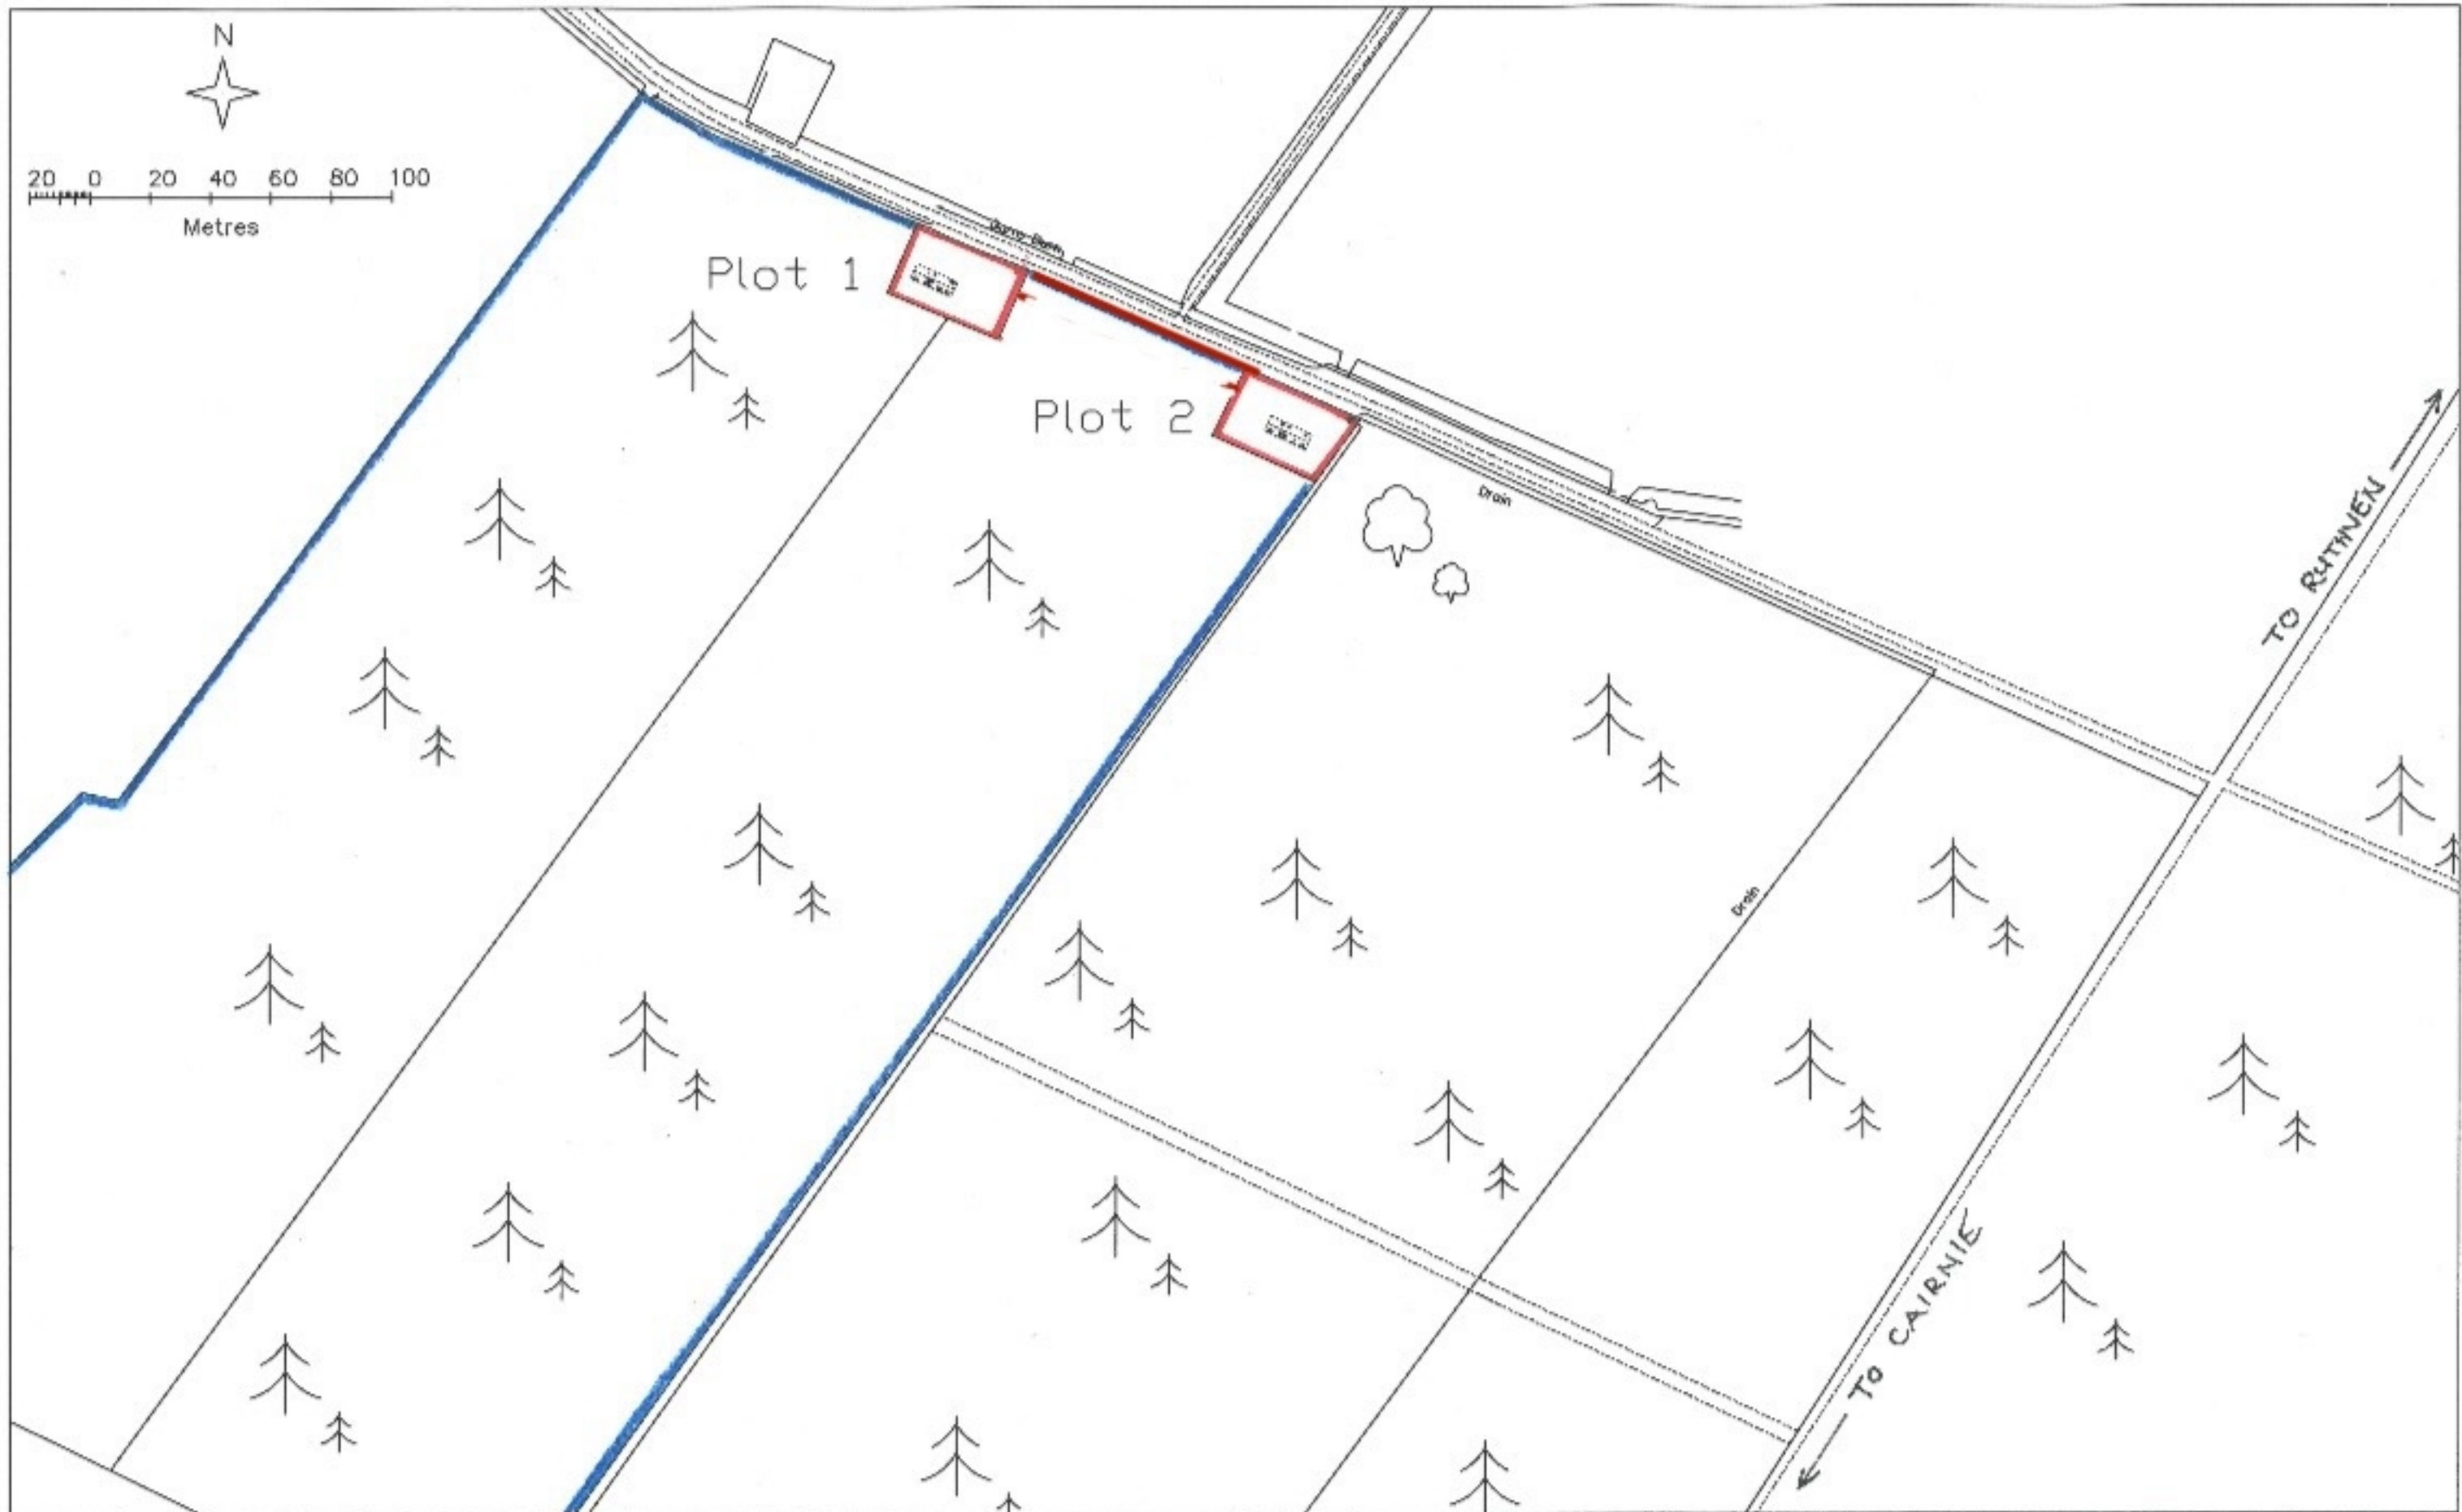 N
20 0 20 40 60 80 100
Metres
Plot 1
Plot 2
Drain
TO RUTHVEN
Drain
TO CAIRNIE